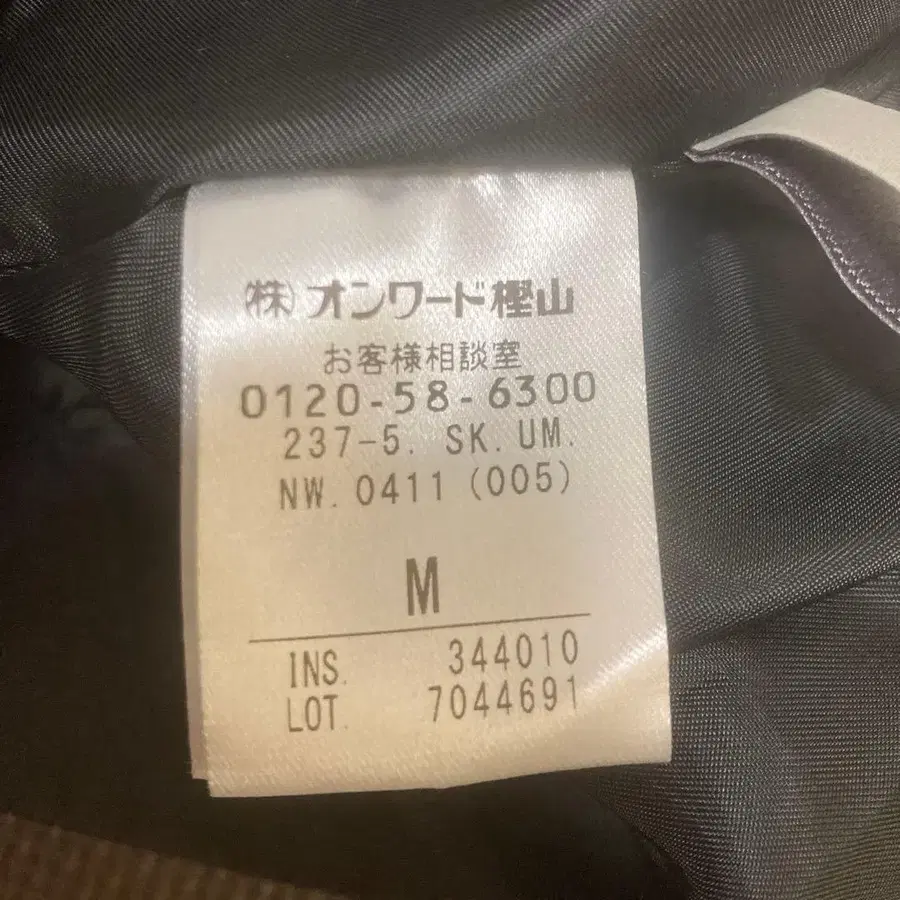 ㈱オンワード樫山
お客様相談室
0120-58-6300
237-5. SK. UM.
NW. 0411 (005)
M
INS. 344010
LOT. 7044691